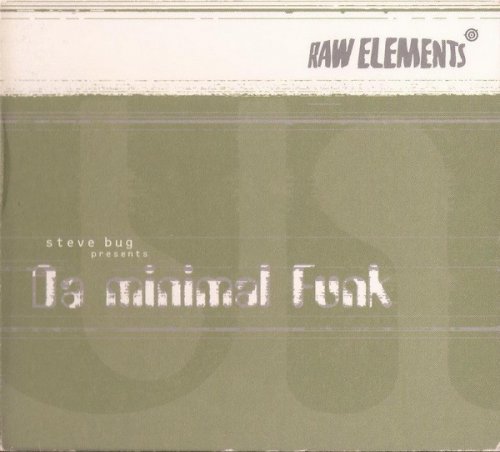 RAW ELEMENTS
steve bug
presents
Da minimal Funk